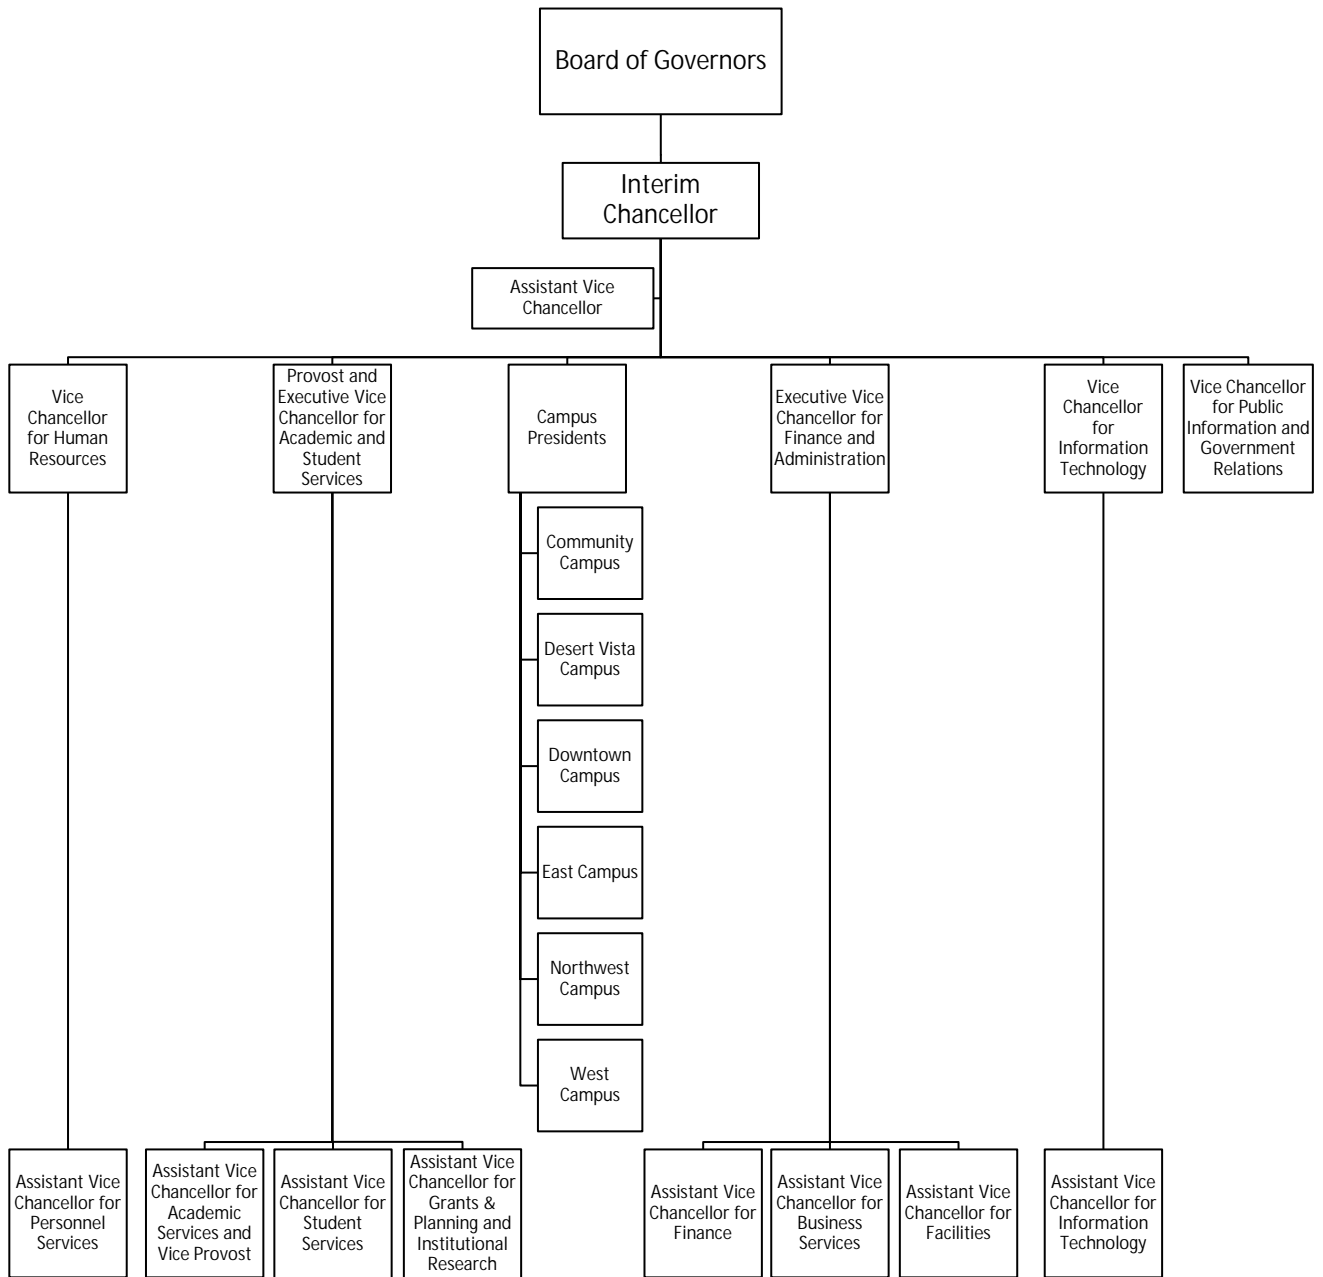 Board of Governors
Interim
Chancellor
Assistant Vice
Chancellor
Vice
Chancellor
for Human
Resources
Provost and
Executive Vice
Chancellor for
Academic and
Student
Services
Campus
Presidents
Executive Vice
Chancellor for
Finance and
Administration
Vice
Chancellor
for
Information
Technology
Vice Chancellor
for Public
Information and
Government
Relations
Community
Campus
Desert Vista
Campus
Downtown
Campus
East Campus
Northwest
Campus
West
Campus
Assistant Vice
Chancellor for
Personnel
Services
Assistant Vice
Chancellor for
Academic
Services and
Vice Provost
Assistant Vice
Chancellor for
Student
Services
Assistant Vice
Chancellor for
Grants &
Planning and
Institutional
Research
Assistant Vice
Chancellor for
Finance
Assistant Vice
Chancellor for
Business
Services
Assistant Vice
Chancellor for
Facilities
Assistant Vice
Chancellor for
Information
Technology